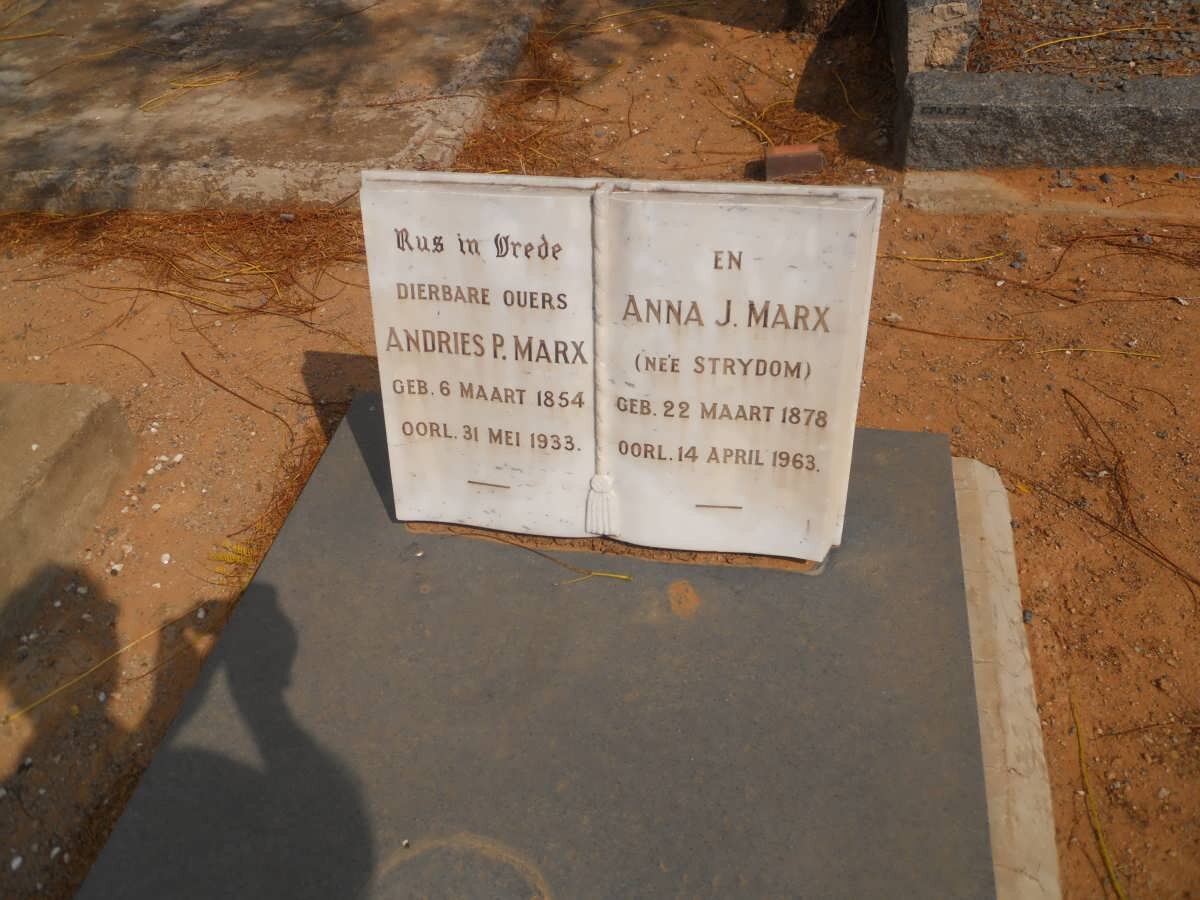 Rus in Vrede
DIERBARE OUERS
ANDRIES P. MARX
GEB. 6 MAART 1854
OORL. 31 MEI 1933.
EN
ANNA J. MARX
(NÉE STRYDOM)
GEB. 22 MAART 1878
OORL. 14 APRIL 1963.